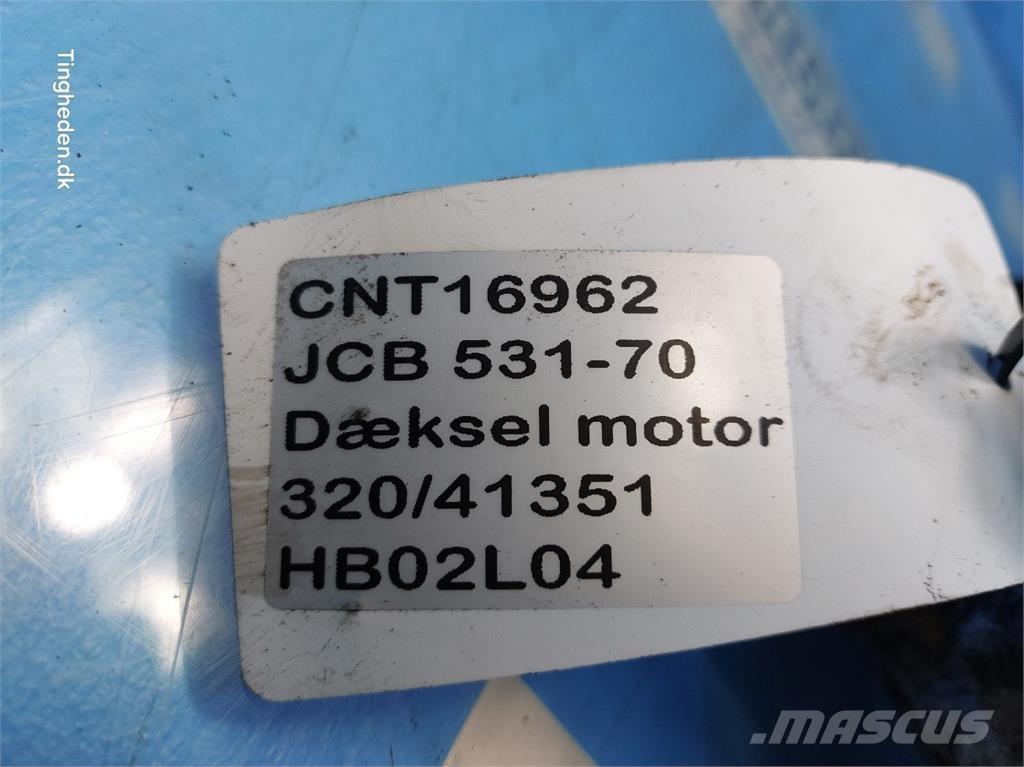 Tingheden.dk
CNT16962
JCB 531-70
Dæksel motor
320/41351
HB02L04
.MASCUS